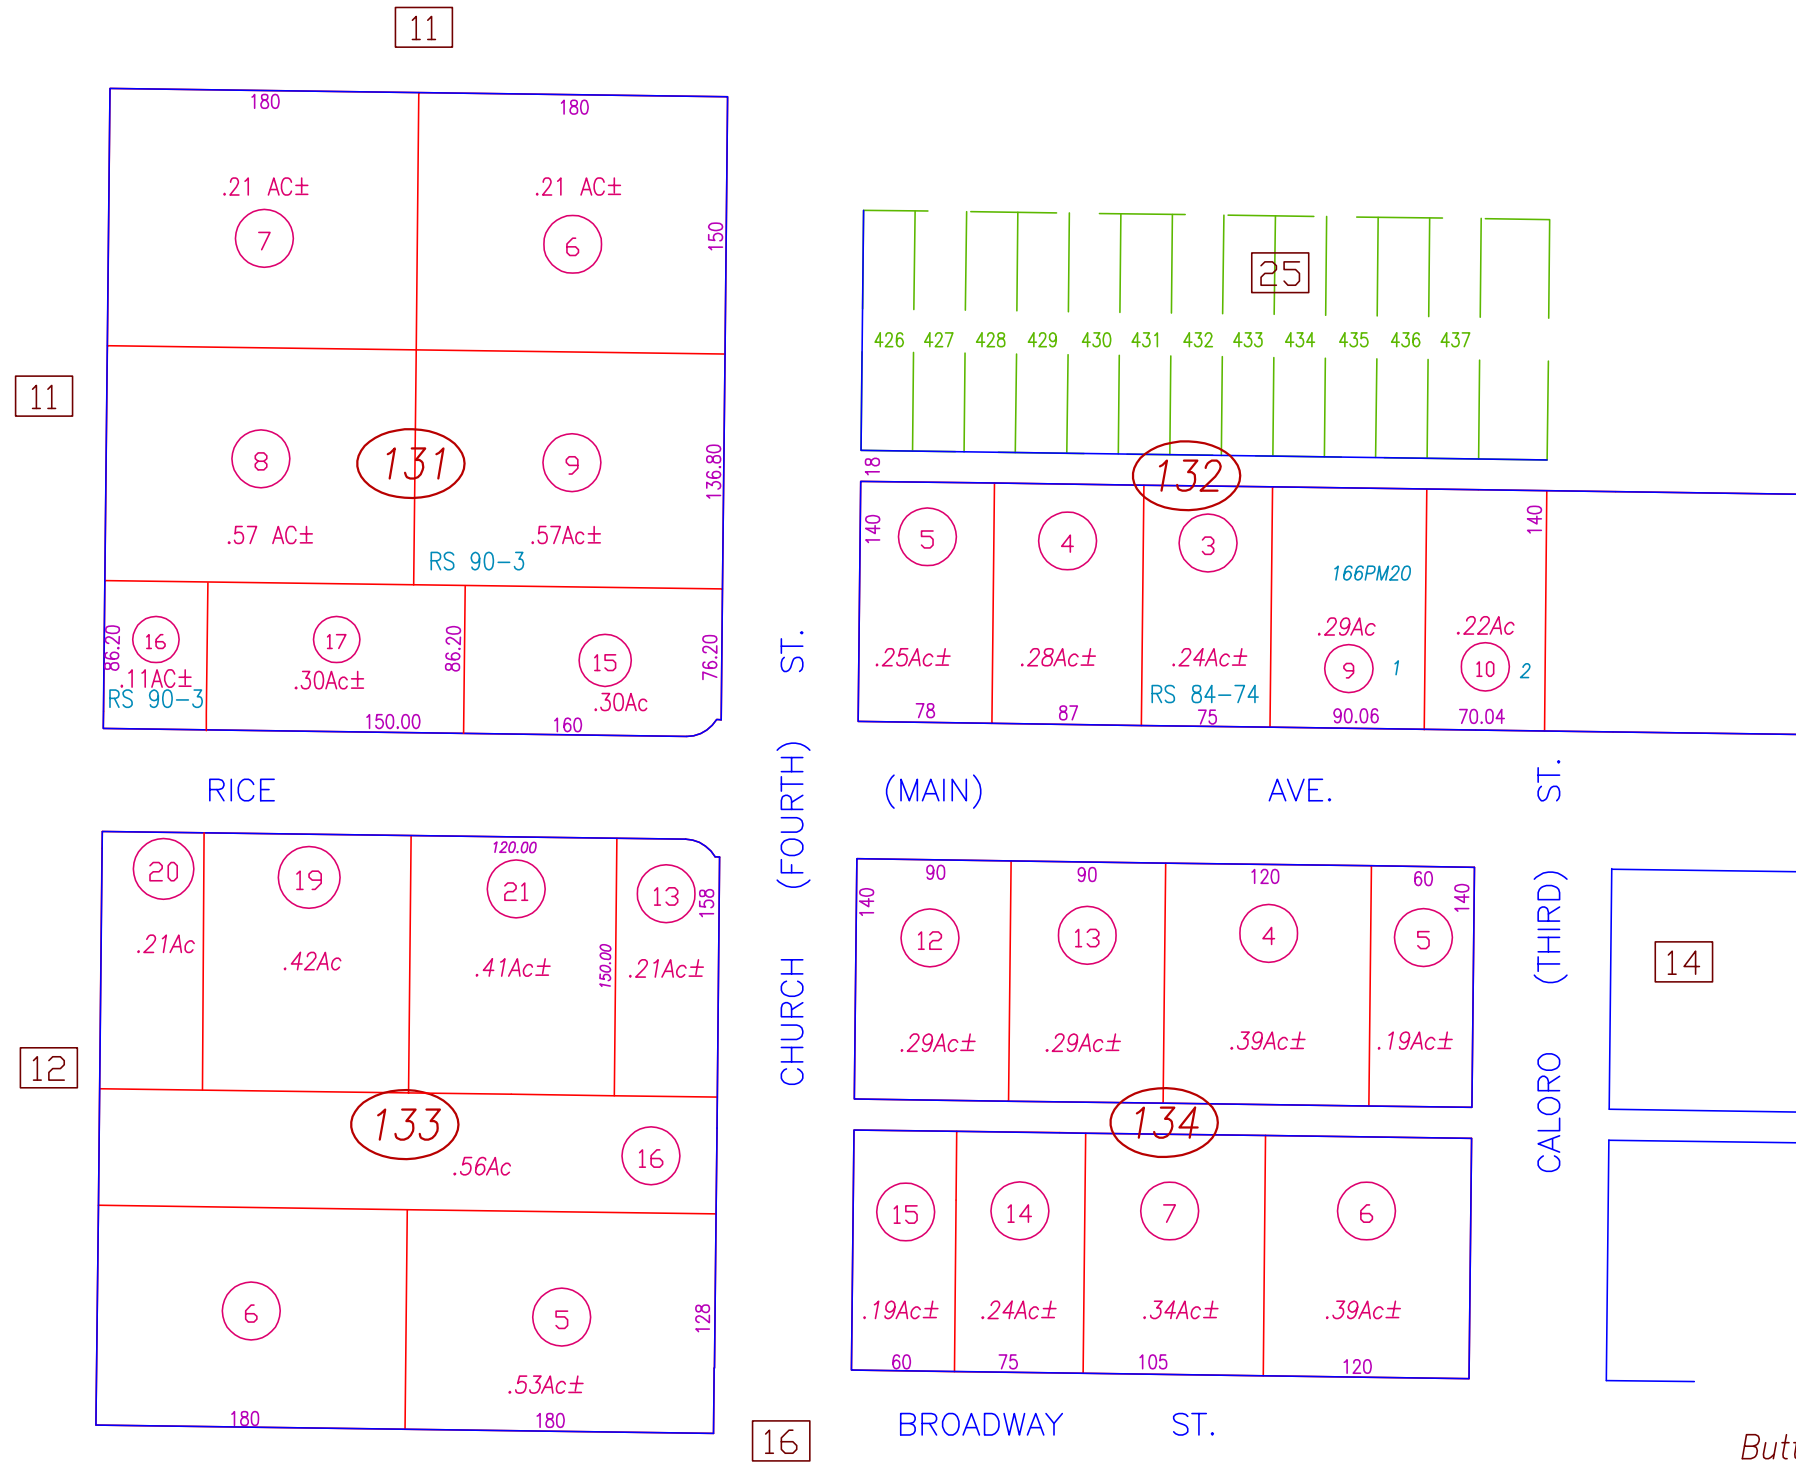 11
180
180
.21 AC±
.21 AC±
7
6
150
11
8
131
9
136.80
.57 AC±
.57Ac±
RS 90-3
86.20
16
17
86.20
15
76.20
.11AC±
.30Ac±
.30Ac
RS 90-3
150.00
160
25
426 427 428 429 430 431 432 433 434 435 436 437
18
132
140
5
4
3
140
166PM20
.29Ac
.22Ac
.25Ac±
.28Ac±
.24Ac±
9
1
10
2
RS 84-74
78
87
75
90.06
70.04
RICE
(MAIN)
AVE.
CHURCH (FOURTH) ST.
CALORO (THIRD) ST.
20
19
120.00
21
13
158
.21Ac
.42Ac
.41Ac±
150.00
.21Ac±
12
133
.56Ac
16
6
5
128
.53Ac±
180
180
90
90
120
60
140
140
12
13
4
5
.29Ac±
.29Ac±
.39Ac±
.19Ac±
14
134
15
14
7
6
.19Ac±
.24Ac±
.34Ac±
.39Ac±
60
75
105
120
16
BROADWAY ST.
Butt